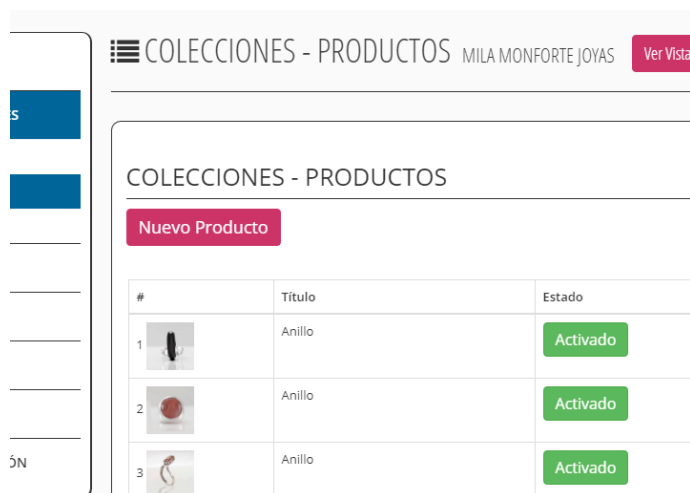 COLECCIONES - PRODUCTOS MILA MONFORTE JOYAS Ver Vista
S
COLECCIONES - PRODUCTOS
Nuevo Producto
# Título Estado
1 Anillo Activado
2 Anillo Activado
3 Anillo Activado
ÓN